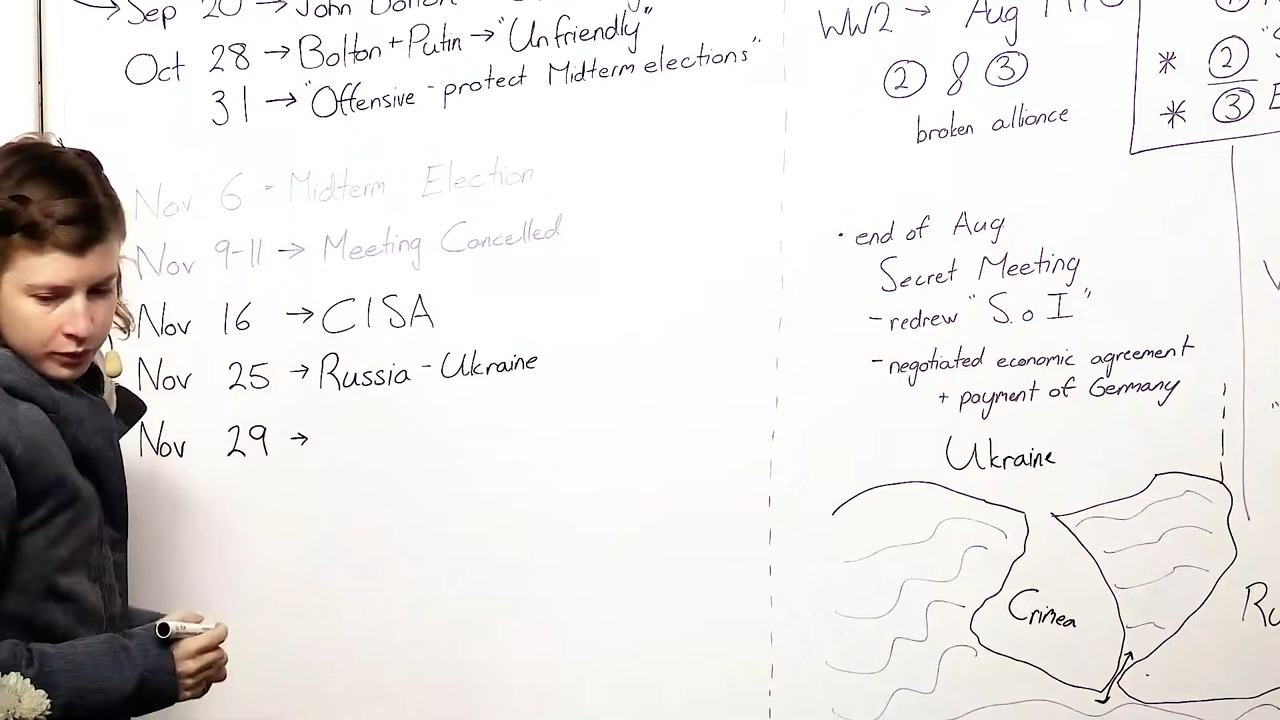 Sep 20 → John Bolton
Oct 28 → Bolton + Putin → "Unfriendly"
31 → "Offensive - protect Midterm elections"
Nov 6 - Midterm Election
Nov 9-11 → Meeting Cancelled
Nov 16 → CISA
Nov 25 → Russia - Ukraine
Nov 29 →
WW2 → Aug
② & ③
broken alliance
• end of Aug
Secret Meeting
- redrew "S. o I."
- negotiated economic agreement
+ payment of Germany
Ukraine
Crimea
* ②
* ③